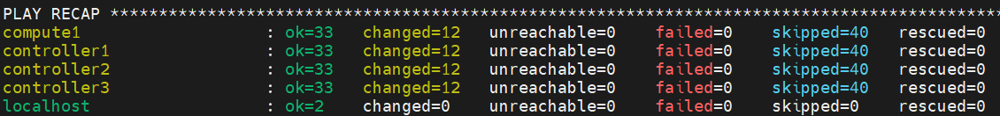 PLAY RECAP *********************************************************************************************
compute1 : ok=33 changed=12 unreachable=0 failed=0 skipped=40 rescued=0
controller1 : ok=33 changed=12 unreachable=0 failed=0 skipped=40 rescued=0
controller2 : ok=33 changed=12 unreachable=0 failed=0 skipped=40 rescued=0
controller3 : ok=33 changed=12 unreachable=0 failed=0 skipped=40 rescued=0
localhost : ok=2 changed=0 unreachable=0 failed=0 skipped=0 rescued=0